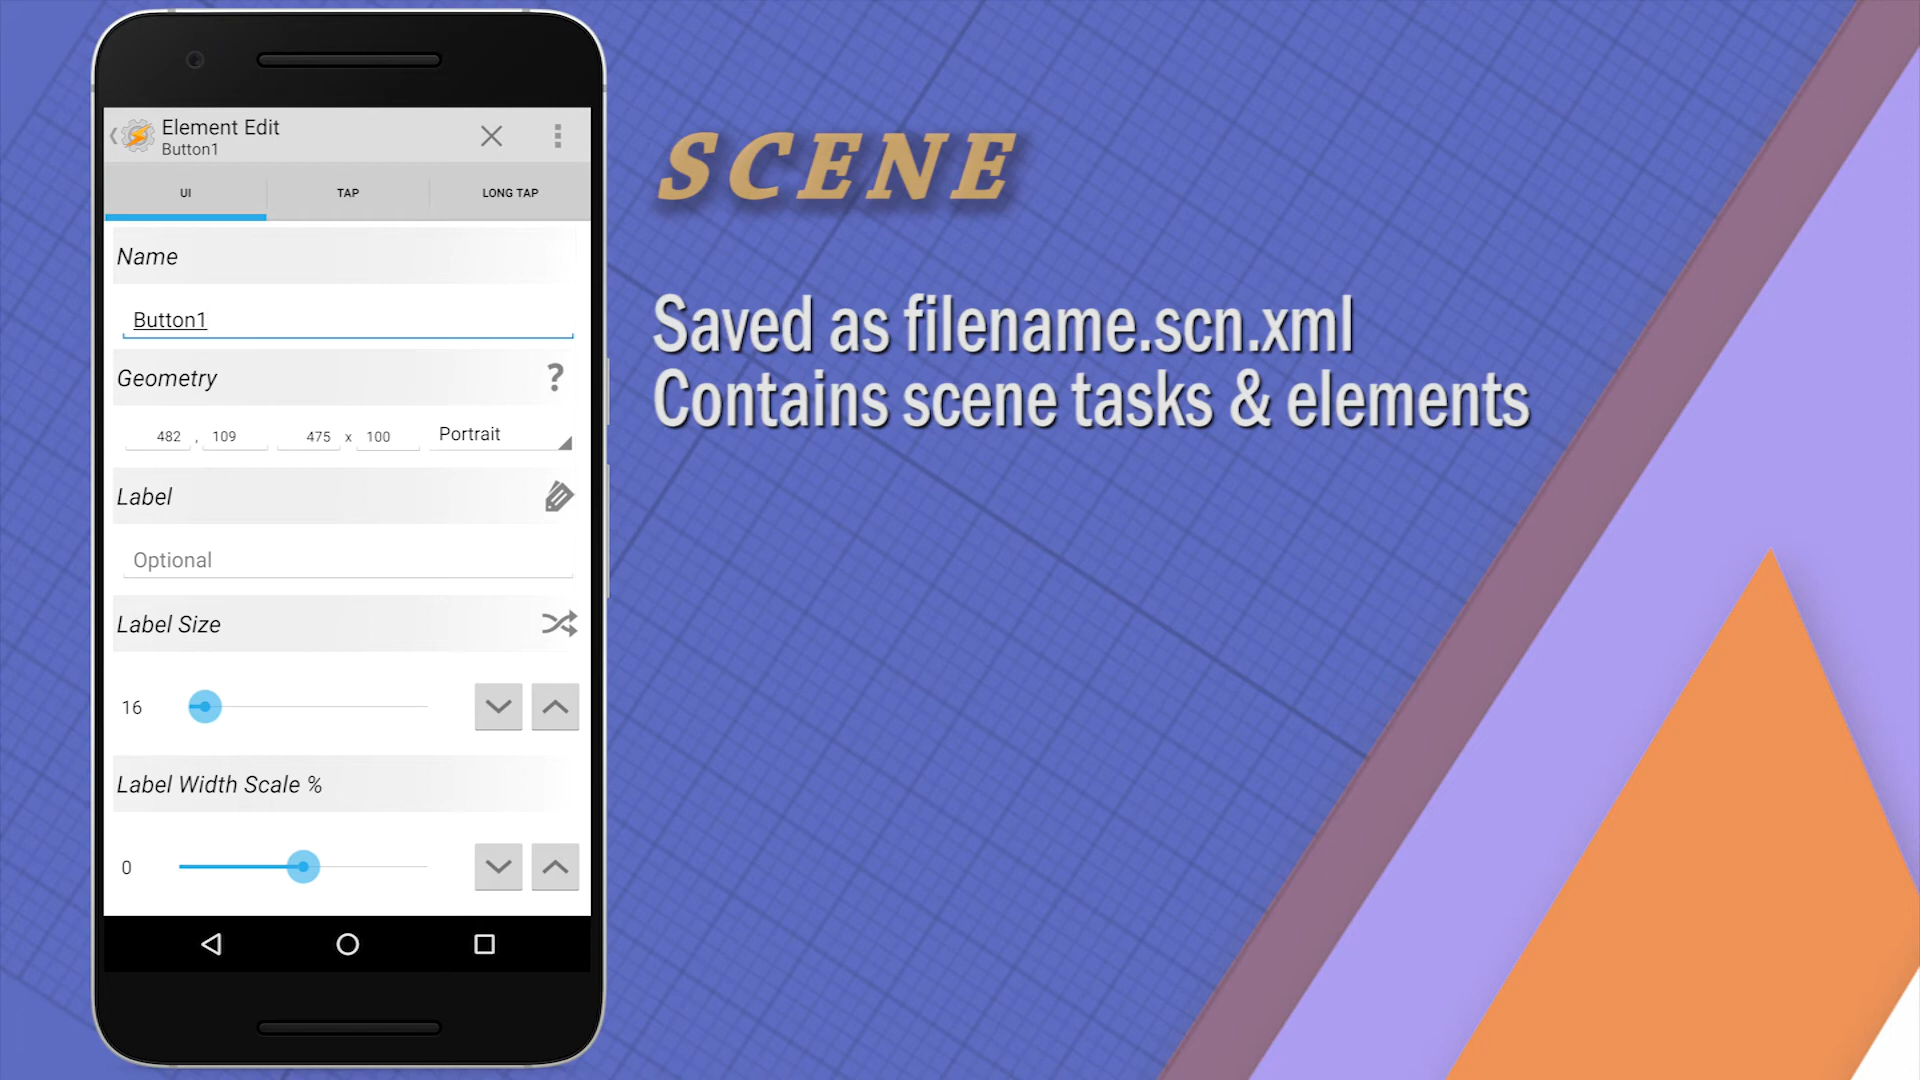 Element Edit
Button1
UI
TAP
LONG TAP
Name
Button1
Geometry
?
482 , 109 475 x 100 Portrait
Label
Optional
Label Size
16
Label Width Scale %
0
SCENE
Saved as filename.scn.xml
Contains scene tasks & elements